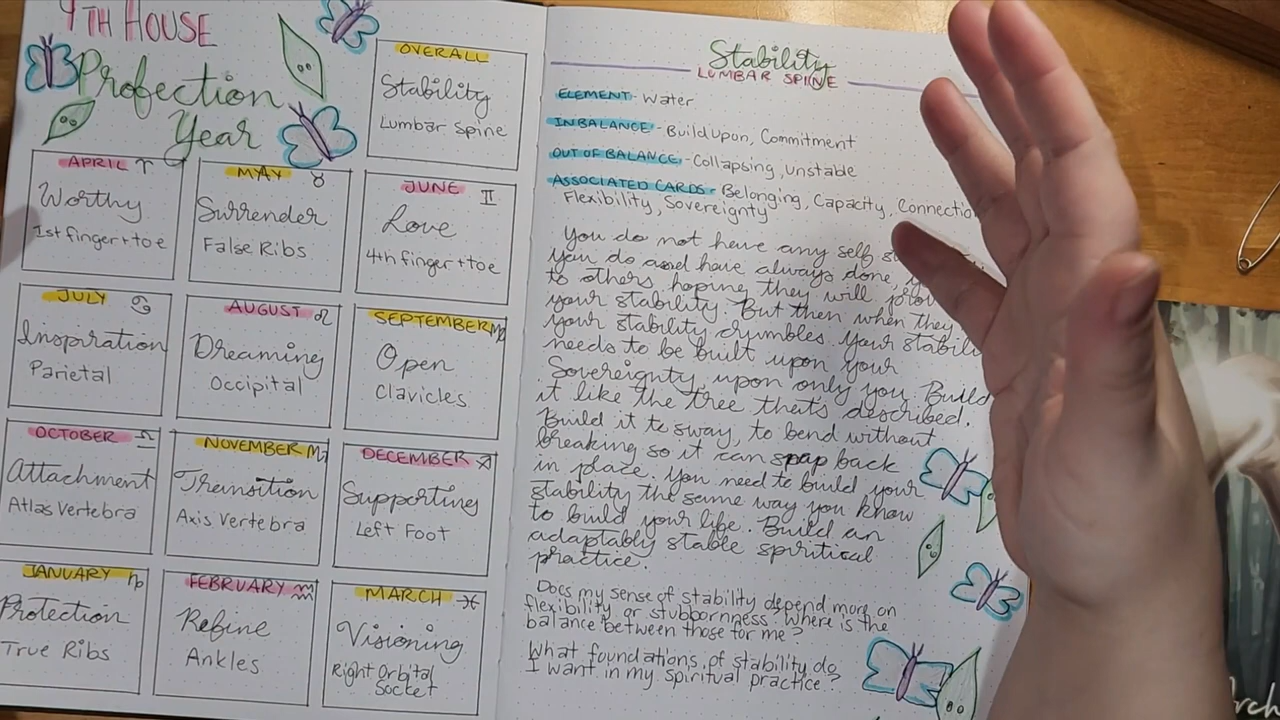 9TH HOUSE
Profection
Year
OVERALL
Stability
Lumbar Spine
APRIL
Worthy
1st finger + toe
MAY
Surrender
False Ribs
JUNE
Love
4th finger + toe
JULY
Inspiration
Parietal
AUGUST
Dreaming
Occipital
SEPTEMBER
Open
Clavicles
OCTOBER
Attachment
Atlas Vertebra
NOVEMBER
Transition
Axis Vertebra
DECEMBER
Supporting
Left Foot
JANUARY
Protection
True Ribs
FEBRUARY
Refine
Ankles
MARCH
Visioning
Right Orbital
Socket
Stability
LUMBAR SPINE
ELEMENT - Water
IN BALANCE - Build Upon, Commitment
OUT OF BALANCE - Collapsing, unstable
ASSOCIATED CARDS - Belonging, Capacity, Connectio
Flexibility, Sovereignty
You do not have any self
you do and have always done,
to others hoping they will
your stability. But then when they
your stability crumbles. Your
needs to be built upon your
Sovereignty, upon only you. Build
it like the tree that's described.
Build it to sway, to bend without
breaking so it can snap back
in place. You need to build your
stability the same way you know
to build your life. Build an
adaptably stable spiritual
practice.
Does my sense of stability depend more on
flexibility or stubbornness? Where is the
balance between those for me?
What foundations of stability do
I want in my spiritual practice?